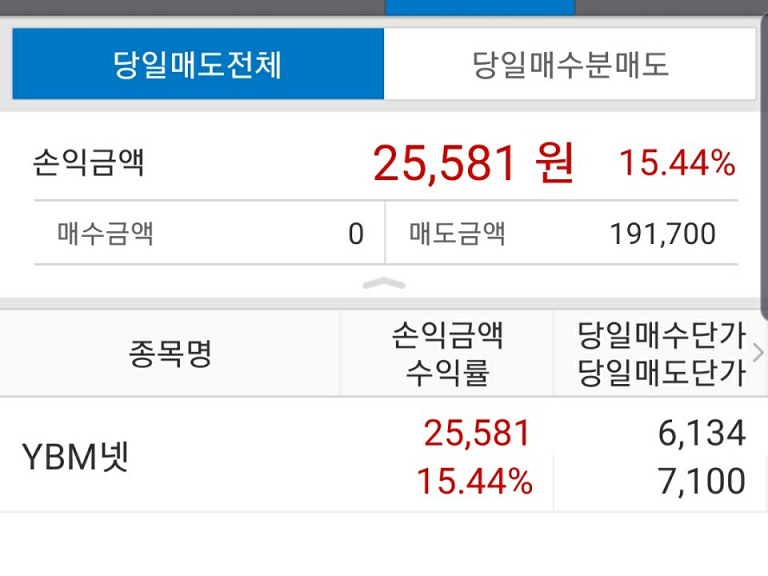 당일매도전체 당일매수분매도
손익금액 25,581 원 15.44%
매수금액 0 매도금액 191,700
종목명 손익금액 당일매수단가
수익률 당일매도단가
YBM넷 25,581 6,134
15.44% 7,100